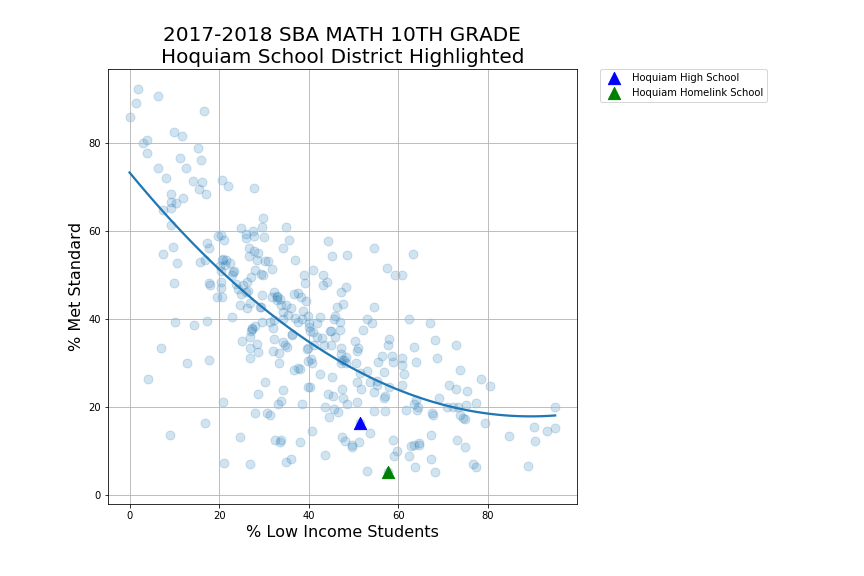 2017-2018 SBA MATH 10TH GRADE
Hoquiam School District Highlighted
Hoquiam High School
Hoquiam Homelink School
% Met Standard
80
60
40
20
0
0 20 40 60 80
% Low Income Students